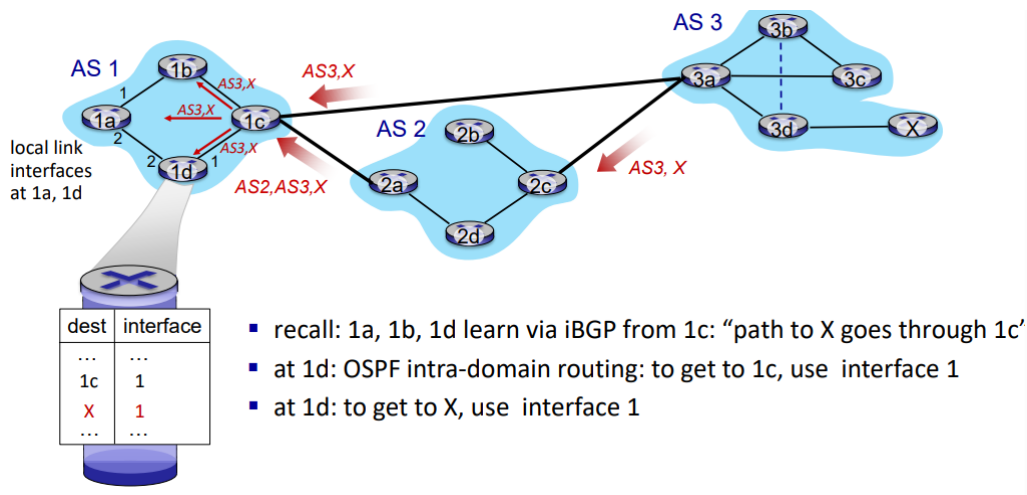 AS 3
3b
3a
3c
3d
X
AS 1
1b
AS3,X
AS3,X
1
AS3,X
1a
1c
2
AS3,X
2
1d
1
AS 2
2b
AS3, X
local link
interfaces
at 1a, 1d
AS2,AS3,X
2a
2c
2d
dest interface
... ...
1c 1
X 1
... ...
▪ recall: 1a, 1b, 1d learn via iBGP from 1c: “path to X goes through 1c”
▪ at 1d: OSPF intra-domain routing: to get to 1c, use interface 1
▪ at 1d: to get to X, use interface 1